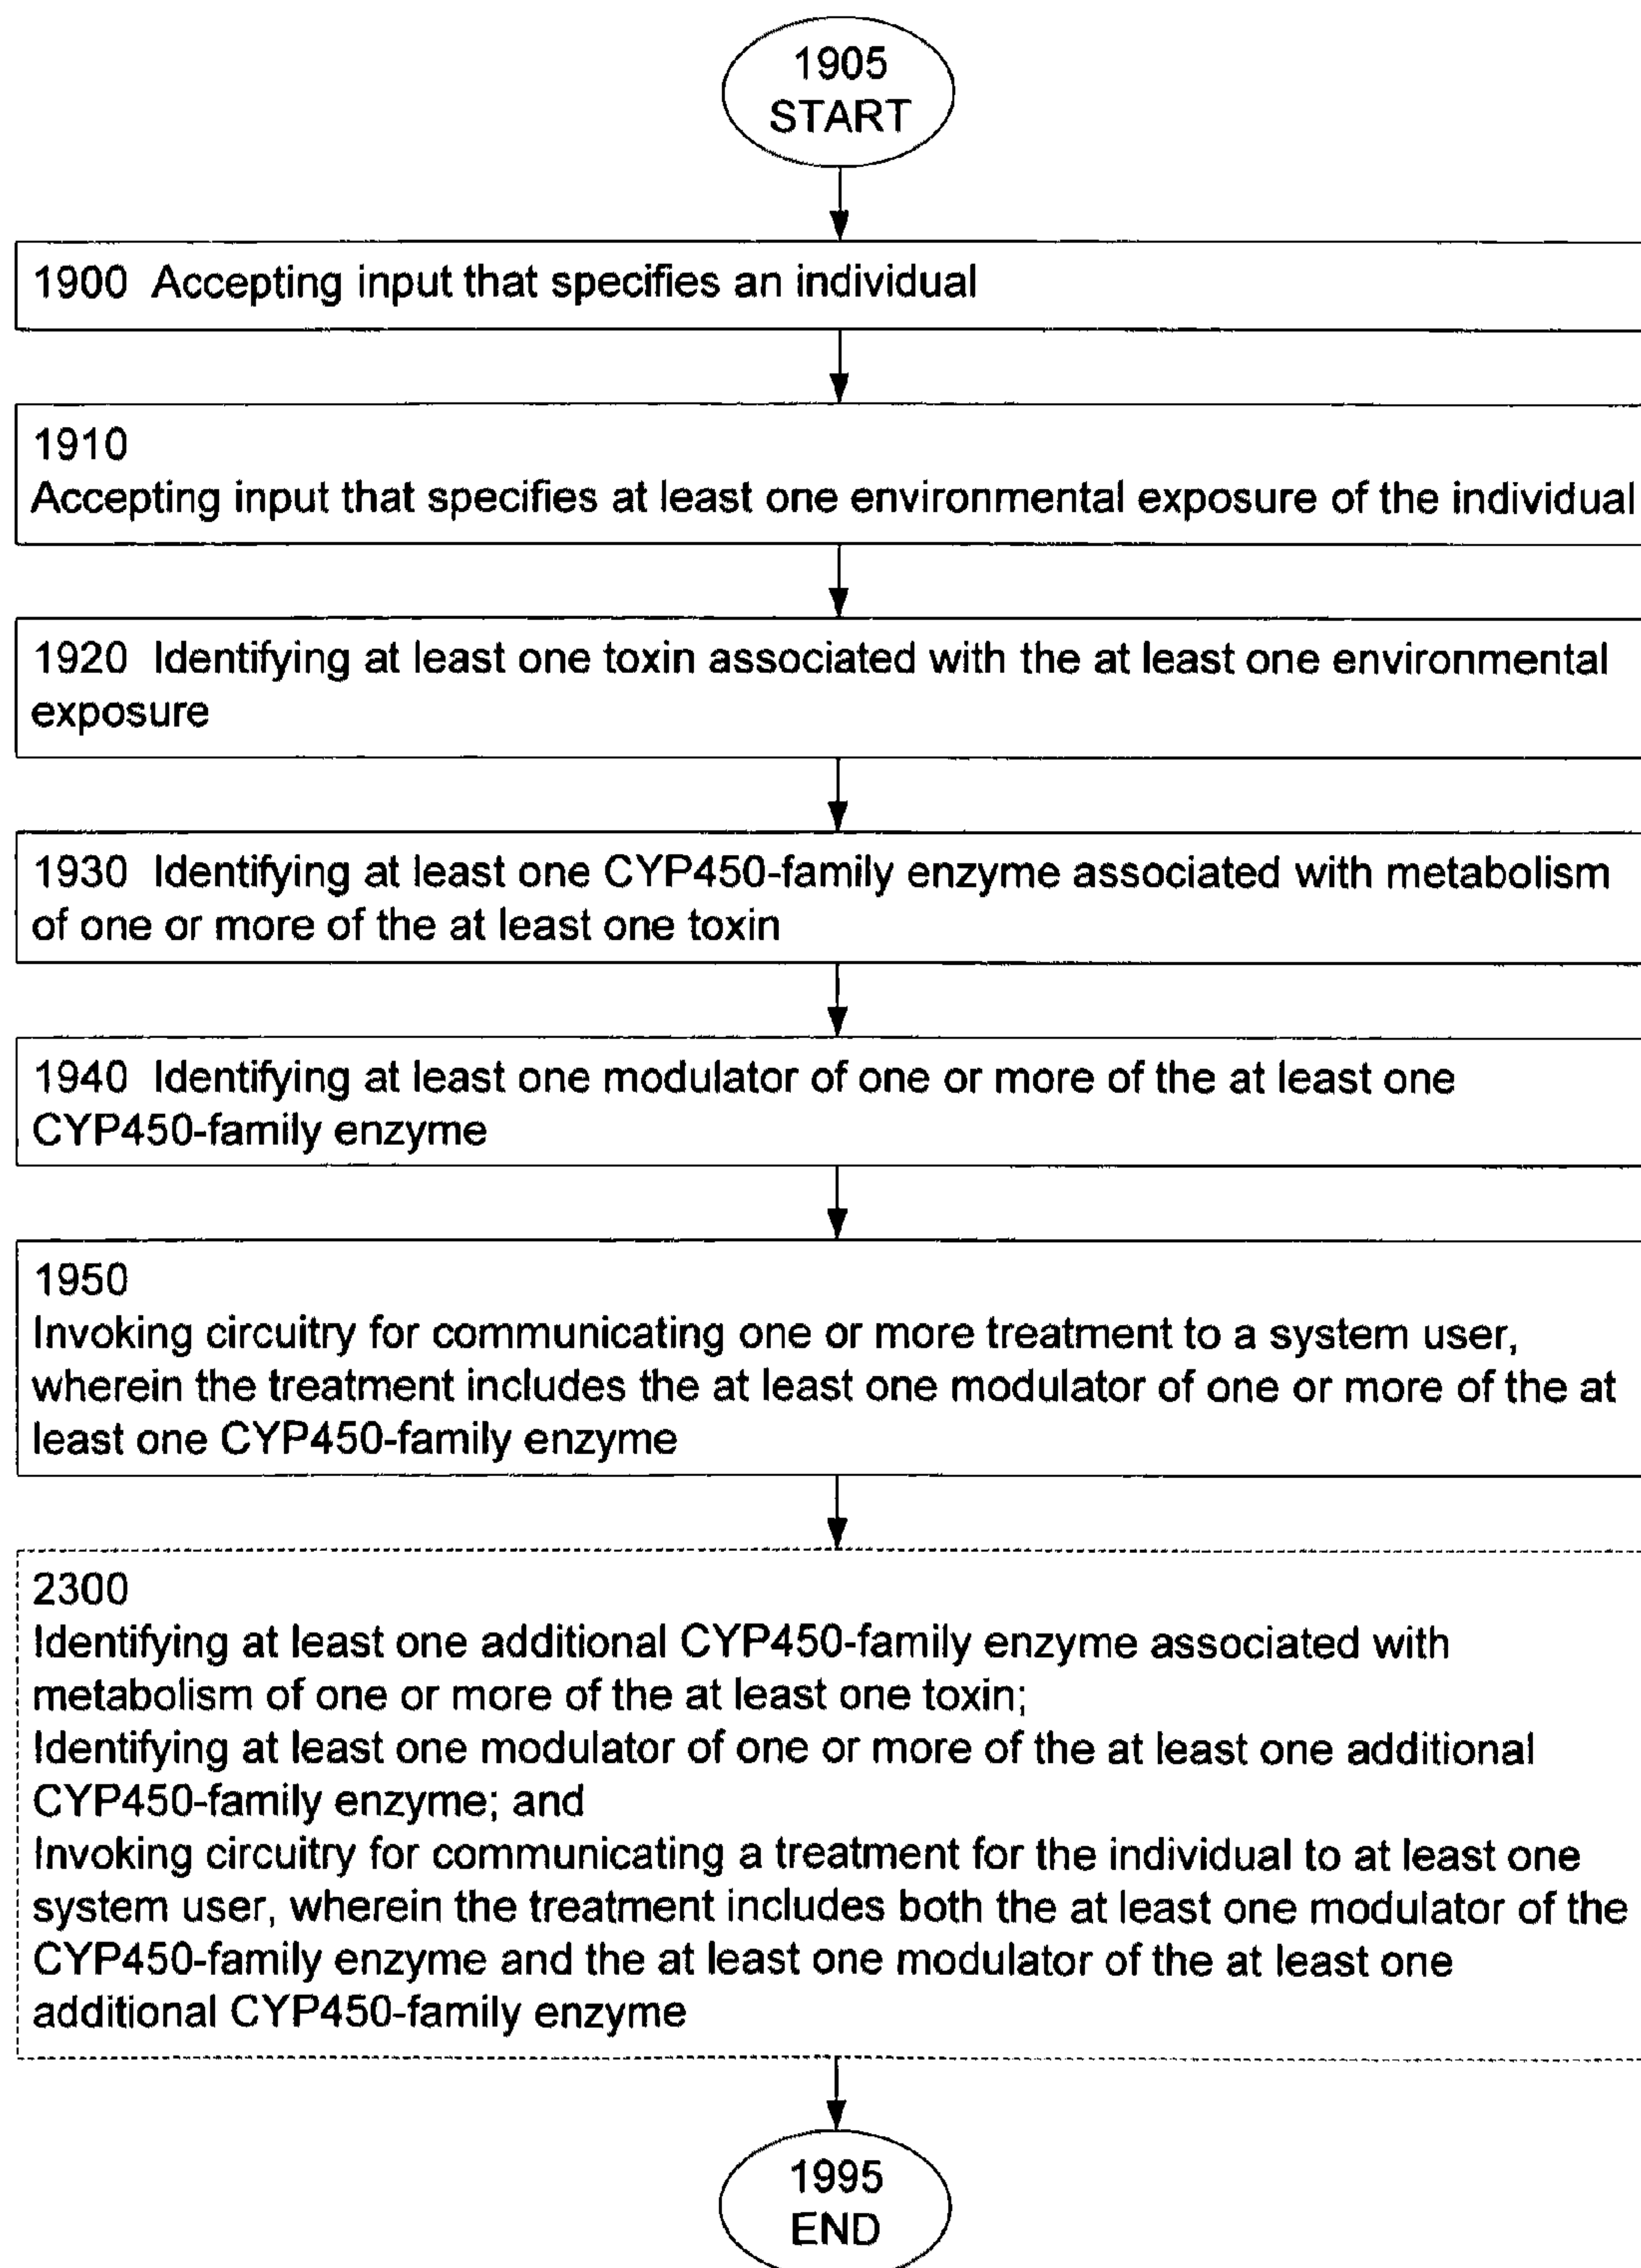 1905
START
1900 Accepting input that specifies an individual
1910
Accepting input that specifies at least one environmental exposure of the individual
1920 Identifying at least one toxin associated with the at least one environmental
exposure
1930 Identifying at least one CYP450-family enzyme associated with metabolism
of one or more of the at least one toxin
1940 Identifying at least one modulator of one or more of the at least one
CYP450-family enzyme
1950
Invoking circuitry for communicating one or more treatment to a system user,
wherein the treatment includes the at least one modulator of one or more of the at
least one CYP450-family enzyme
2300
Identifying at least one additional CYP450-family enzyme associated with
metabolism of one or more of the at least one toxin;
Identifying at least one modulator of one or more of the at least one additional
CYP450-family enzyme; and
Invoking circuitry for communicating a treatment for the individual to at least one
system user, wherein the treatment includes both the at least one modulator of the
CYP450-family enzyme and the at least one modulator of the at least one
additional CYP450-family enzyme
1995
END